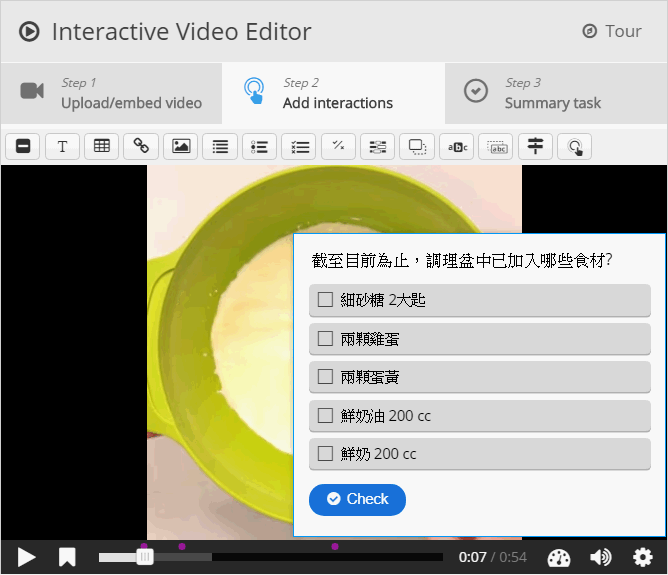 Interactive Video Editor
Tour
Step 1
Upload/embed video
Step 2
Add interactions
Step 3
Summary task
T
abc
abc
截至目前為止，調理盆中已加入哪些食材?
細砂糖 2大匙
兩顆雞蛋
兩顆蛋黃
鮮奶油 200 cc
鮮奶 200 cc
Check
0:07 / 0:54